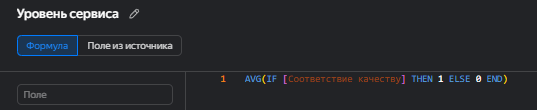 Уровень сервиса
Формула Поле из источника
1 AVG(IF [Соответствие качеству] THEN 1 ELSE 0 END)
Поле